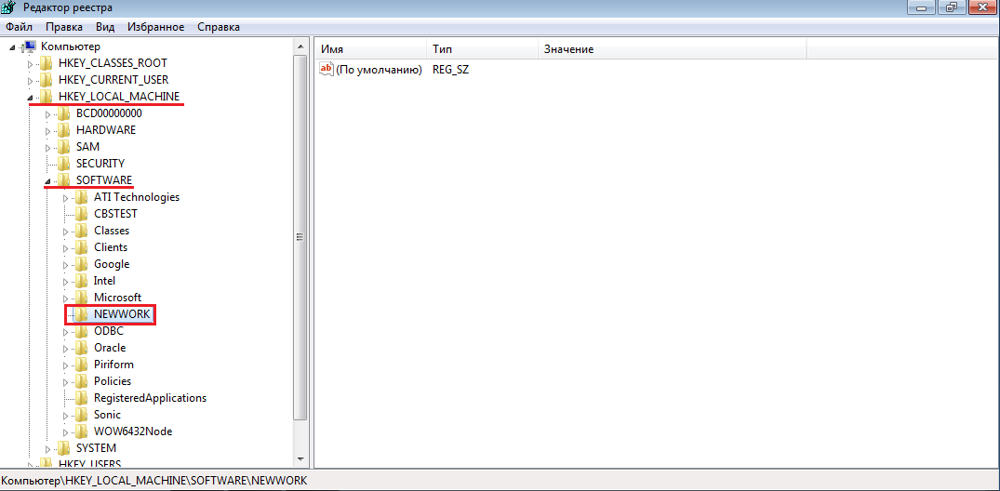 Редактор реестра
Файл Правка Вид Избранное Справка
Компьютер
HKEY_CLASSES_ROOT
HKEY_CURRENT_USER
HKEY_LOCAL_MACHINE
BCD00000000
HARDWARE
SAM
SECURITY
SOFTWARE
ATI Technologies
CBSTEST
Classes
Clients
Google
Intel
Microsoft
NEWWORK
ODBC
Oracle
Piriform
Policies
RegisteredApplications
Sonic
WOW6432Node
SYSTEM
HKEY_USERS
Имя Тип Значение
ab (По умолчанию) REG_SZ
Компьютер\HKEY_LOCAL_MACHINE\SOFTWARE\NEWWORK